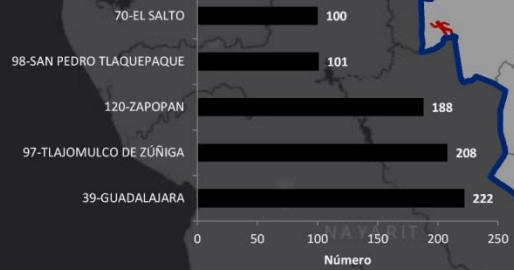 70-EL SALTO 100
98-SAN PEDRO TLAQUEPAQUE 101
120-ZAPOPAN 188
97-TLAJOMULCO DE ZÚÑIGA 208
39-GUADALAJARA 222
NAYARIT
0 50 100 150 200 250
Número